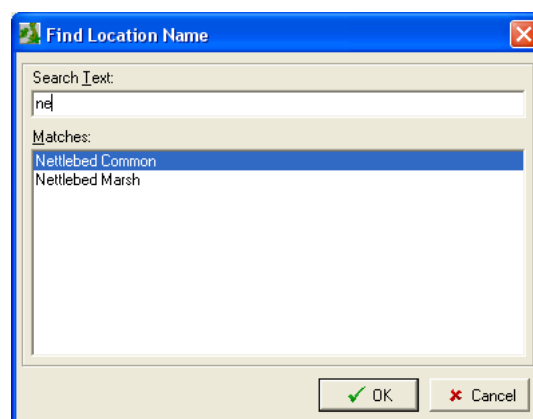 Find Location Name
Search Text:
ne
Matches:
Nettlebed Common
Nettlebed Marsh
OK Cancel